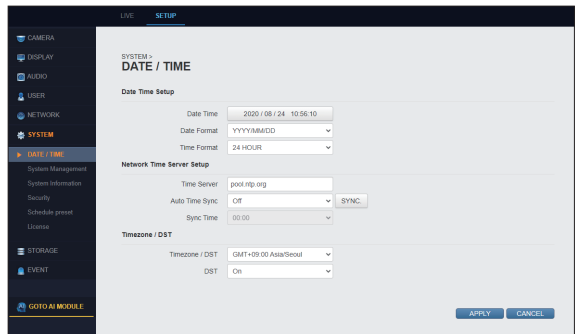 LIVE SETUP
CAMERA
DISPLAY
AUDIO
USER
NETWORK
SYSTEM
DATE / TIME
System Management
System Information
Security
Schedule preset
License
STORAGE
EVENT
GOTO AI MODULE
SYSTEM >
DATE / TIME
Date Time Setup
Date Time 2020 / 08 / 24 10:56:10
Date Format YYYY/MM/DD
Time Format 24 HOUR
Network Time Server Setup
Time Server pool.ntp.org
Auto Time Sync Off SYNC.
Sync Time 00:00
Timezone / DST
Timezone / DST GMT+09:00 Asia/Seoul
DST On
APPLY CANCEL